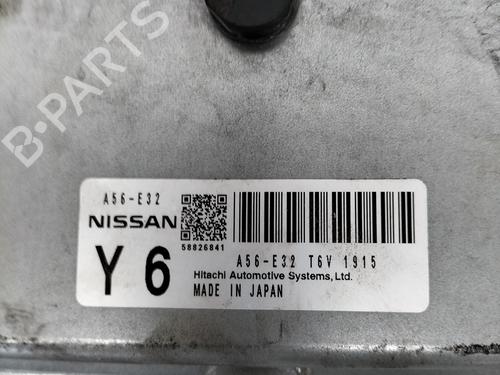 B-PARTS
A56-E32
NISSAN
58826841
Y 6
A56-E32 T6V 1915
Hitachi Automotive Systems, Ltd.
MADE IN JAPAN